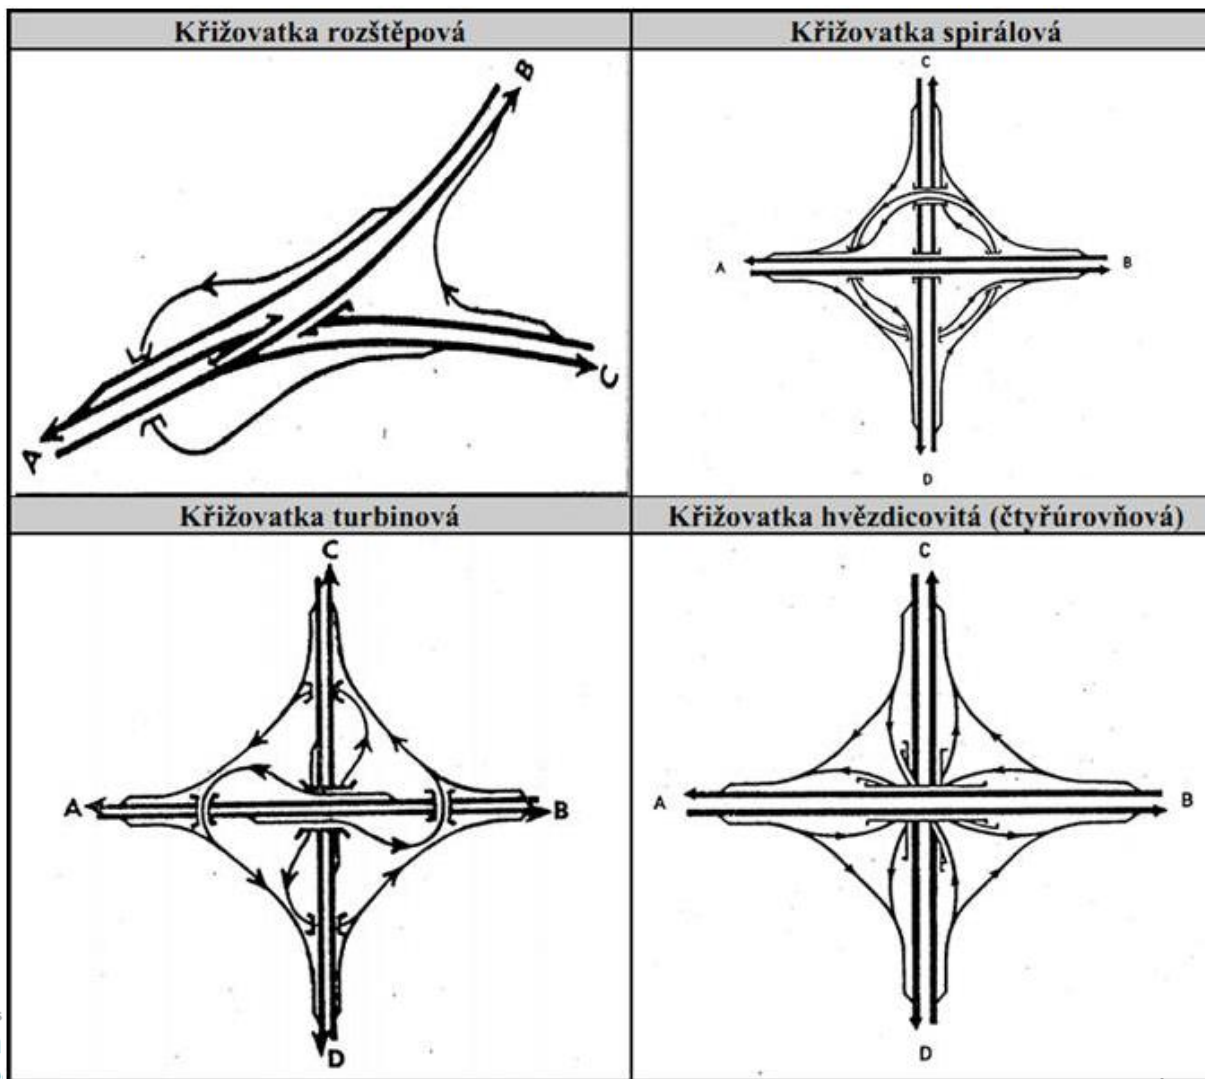 Křižovatka rozštěpová
B
C
A
Křižovatka spirálová
C
A
B
D
Křižovatka turbinová
C
A
B
D
Křižovatka hvězdicovitá (čtyřúrovňová)
C
A
B
D